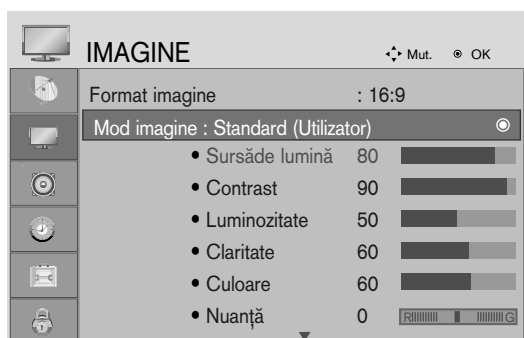 IMAGINE Mut. OK
Format imagine : 16:9
Mod imagine : Standard (Utilizator)
• Sursăde lumină 80
• Contrast 90
• Luminozitate 50
• Claritate 60
• Culoare 60
• Nuanţă 0 R G